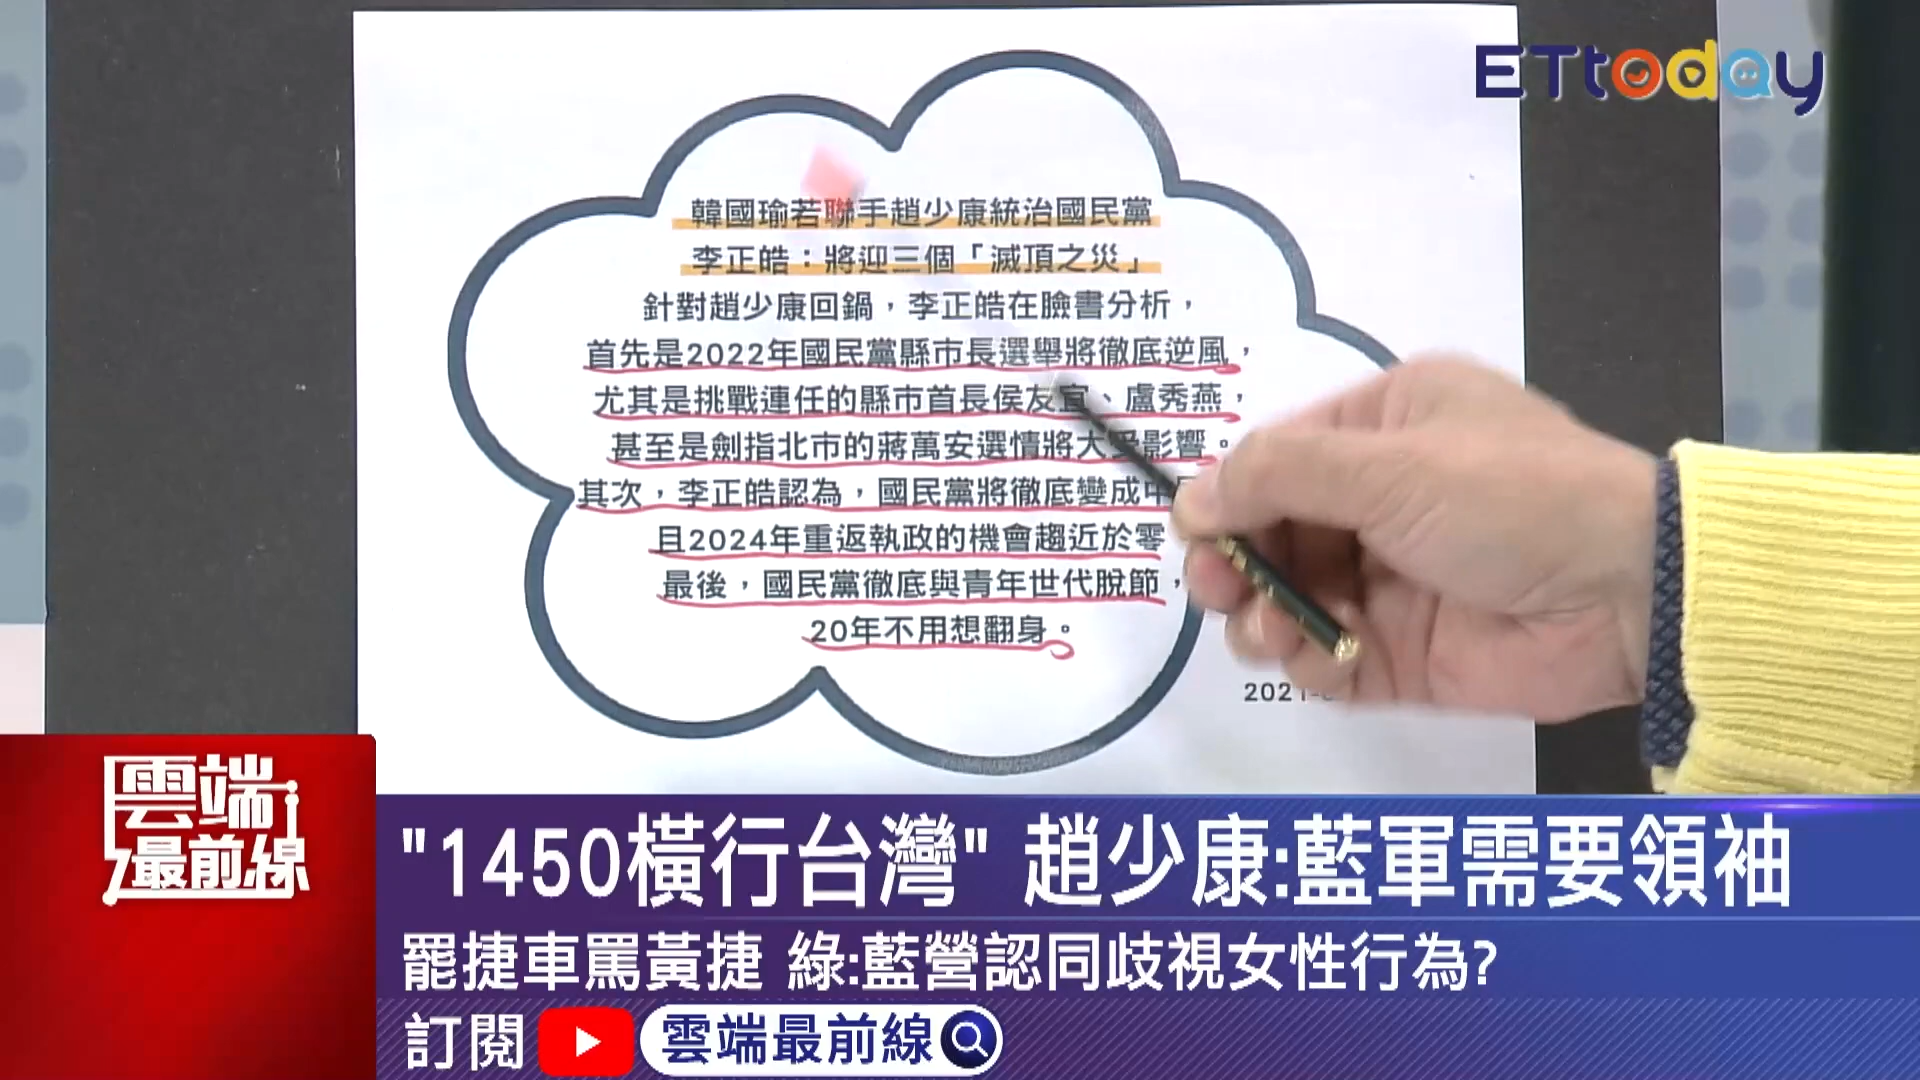 ETtoday
韓國瑜若聯手趙少康統治國民黨
李正皓：將迎三個「滅頂之災」
針對趙少康回鍋，李正皓在臉書分析，
首先是2022年國民黨縣市長選舉將徹底逆風，
尤其是挑戰連任的縣市首長侯友宜、盧秀燕，
甚至是劍指北市的蔣萬安選情將大受影響。
其次，李正皓認為，國民黨將徹底變成中
且2024年重返執政的機會趨近於零
最後，國民黨徹底與青年世代脫節，
20年不用想翻身。
2021
雲端
最前線
"1450橫行台灣" 趙少康:藍軍需要領袖
罷捷車罵黃捷 綠:藍營認同歧視女性行為?
訂閱 雲端最前線